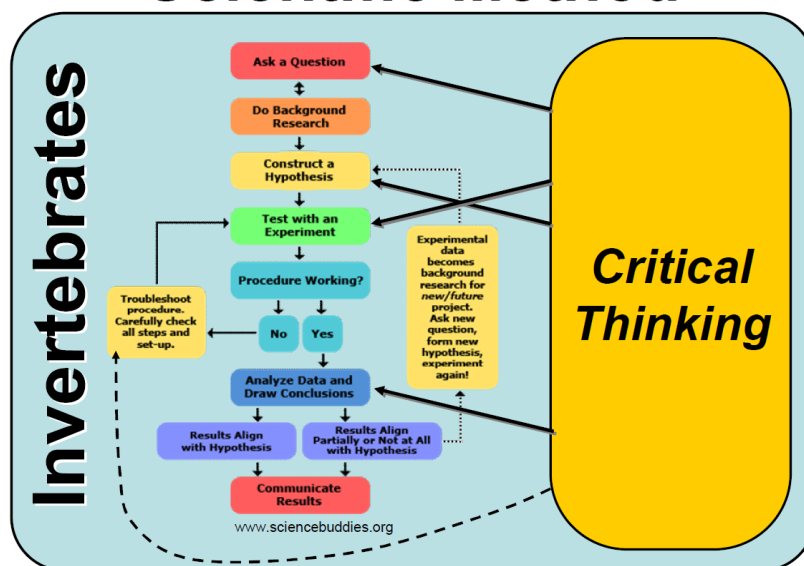 Scientific Method
Invertebrates
Ask a Question
Do Background
Research
Construct a
Hypothesis
Test with an
Experiment
Procedure Working?
No
Yes
Troubleshoot
procedure.
Carefully check
all steps and
set-up.
Experimental
data
becomes
background
research for
new/future
project.
Ask new
question,
form new
hypothesis,
experiment
again!
Analyze Data and
Draw Conclusions
Results Align
with Hypothesis
Results Align
Partially or Not at All
with Hypothesis
Communicate
Results
www.sciencebuddies.org
Critical
Thinking